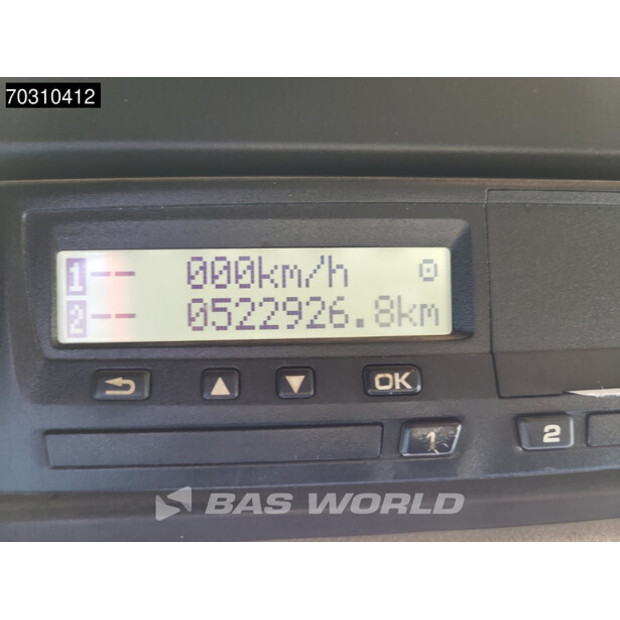 70310412
1 -- 000km/h
2 -- 0522926.8km
OK
1 2
BAS WORLD